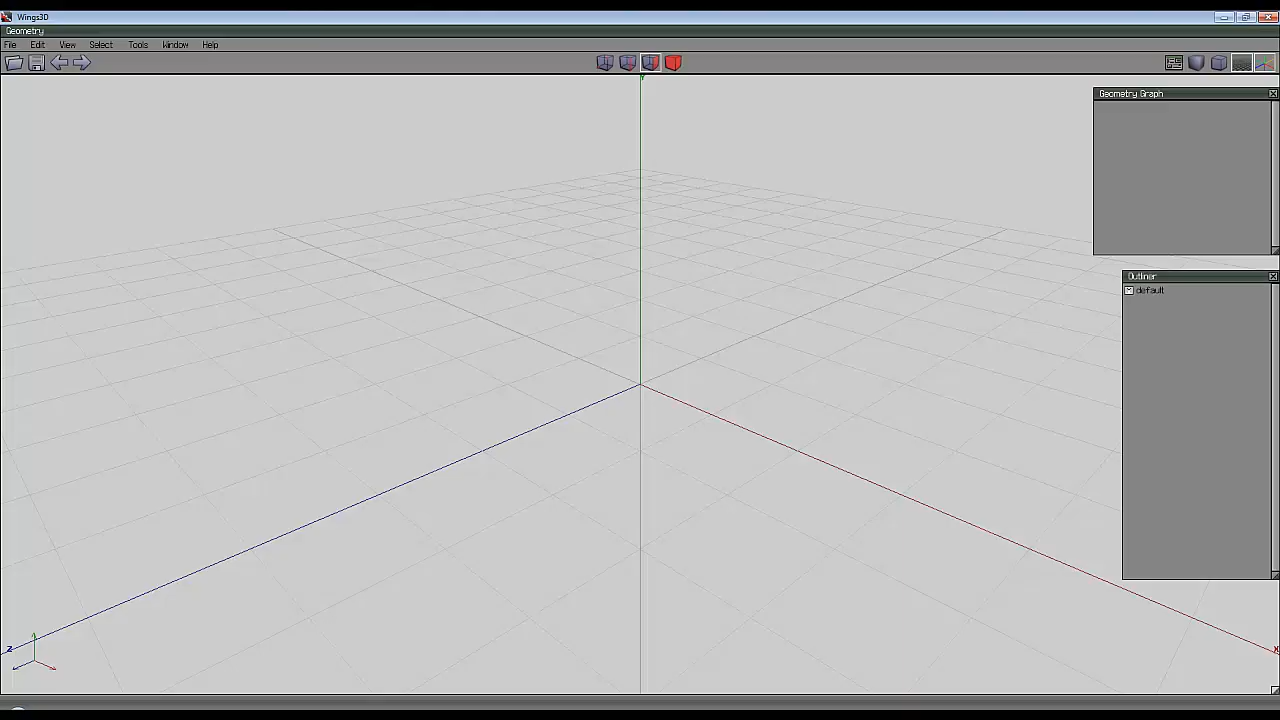 Wings3D
Geometry
File Edit View Select Tools Window Help
Y
Geometry Graph
Outliner
default
Z
X